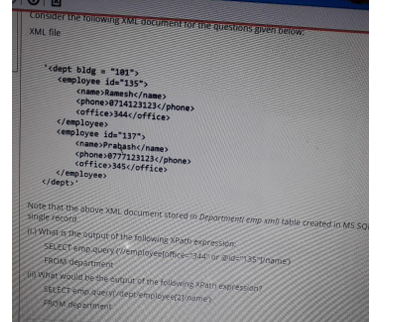 Consider the following XML document for the questions given below:
XML file
'<dept bldg = "101">
<employee id="135">
<name>Ramesh</name>
<phone>0714123123</phone>
<office>344</office>
</employee>
<employee id="137">
<name>Prabash</name>
<phone>0777123123</phone>
<office>345</office>
</employee>
</dept>'
Note that the above XML document stored in Department( emp xml) table created in MS SQ
single record.
(i.) What is the output of the following XPath expression:
SELECT emp.query('//employee[office="344" or @id="135"]/name')
FROM department
(ii) What would be the output of the following XPath expression?
SELECT emp.query('/dept/employee[2]/name')
FROM department